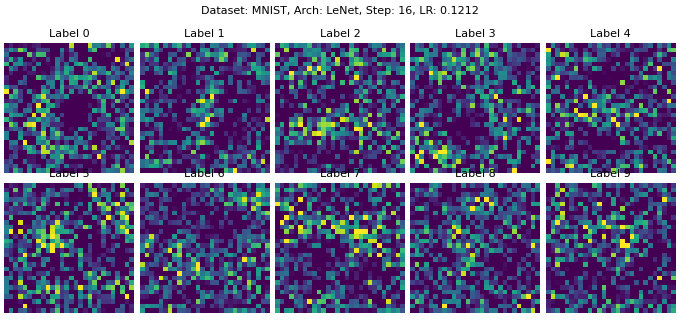 Dataset: MNIST, Arch: LeNet, Step: 16, LR: 0.1212
Label 0 Label 1 Label 2 Label 3 Label 4
Label 5 Label 6 Label 7 Label 8 Label 9